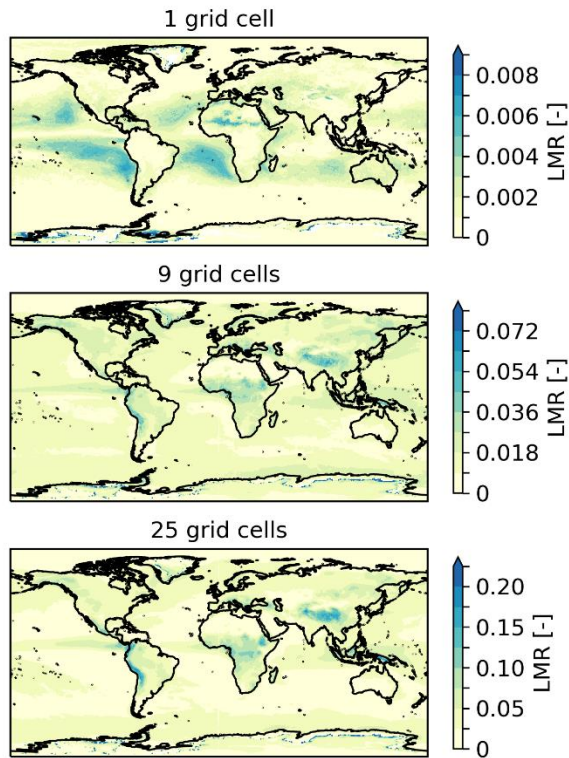 1 grid cell
0.008
0.006
0.004
0.002
0
LMR [-]
9 grid cells
0.072
0.054
0.036
0.018
0
LMR [-]
25 grid cells
0.20
0.15
0.10
0.05
0
LMR [-]